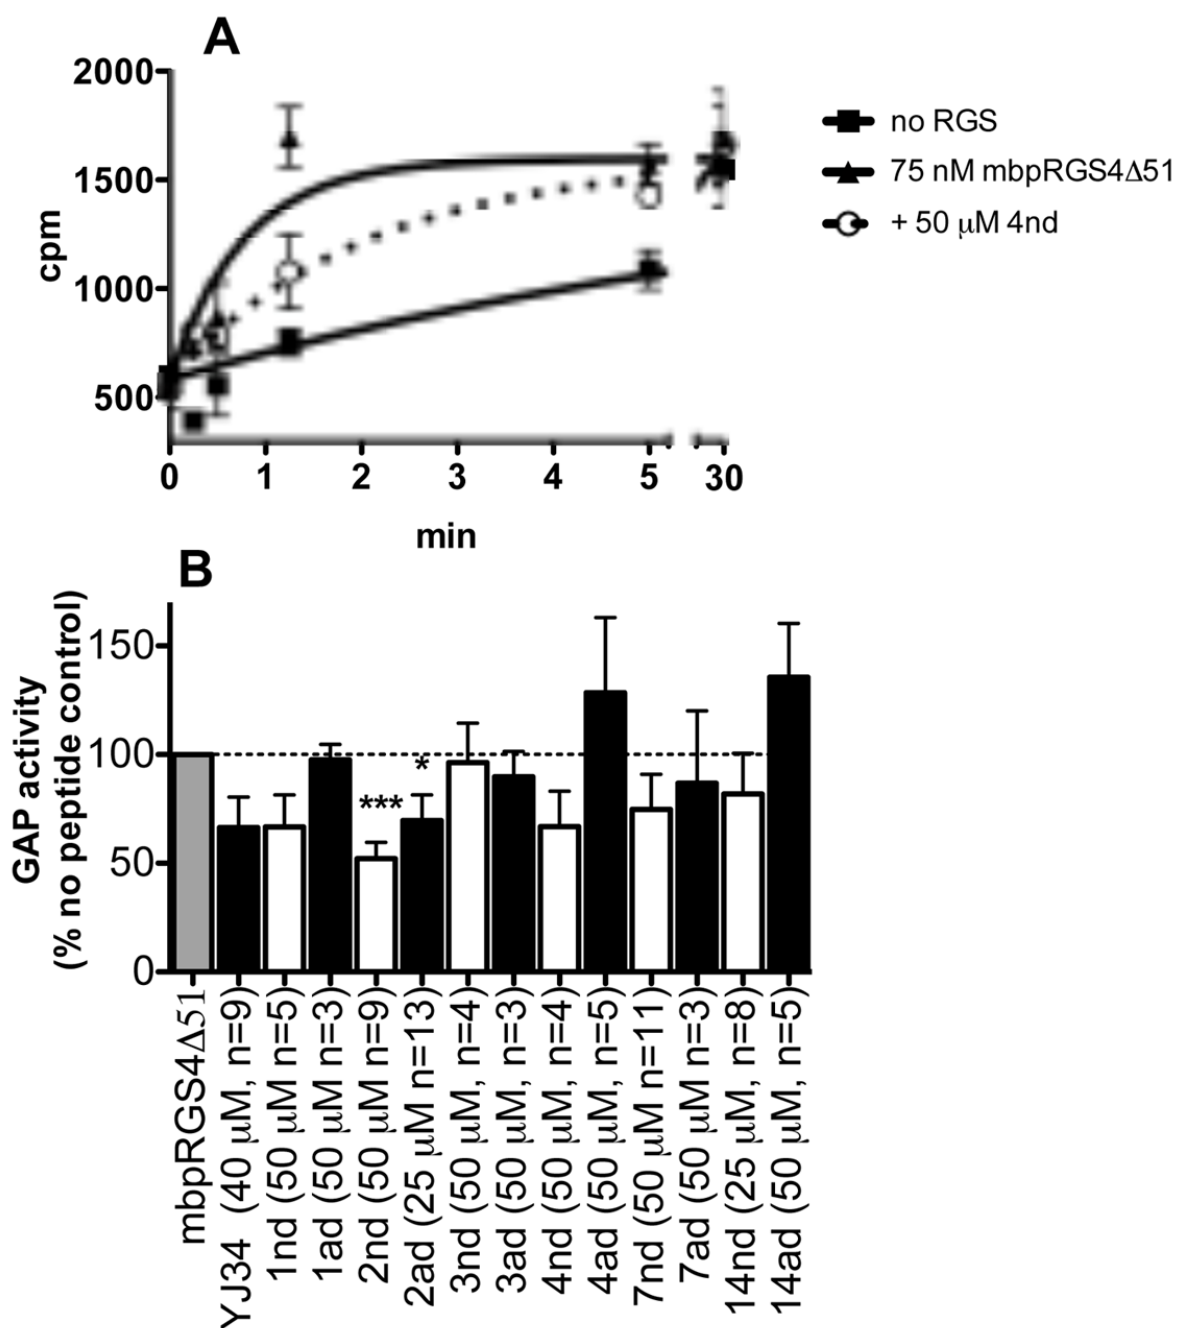 A
2000
1500
1000
500
cpm
0 1 2 3 4 5 30
min
no RGS
75 nM mbpRGS4Δ51
+ 50 μM 4nd
B
GAP activity
(% no peptide control)
150
100
50
0
*
***
mbpRGS4Δ51
YJ34 (40 μM, n=9)
1nd (50 μM n=5)
1ad (50 μM n=3)
2nd (50 μM n=9)
2ad (25 μM n=13)
3nd (50 μM, n=4)
3ad (50 μM, n=3)
4nd (50 μM, n=4)
4ad (50 μM, n=5)
7nd (50 μM n=11)
7ad (50 μM n=3)
14nd (25 μM, n=8)
14ad (50 μM, n=5)